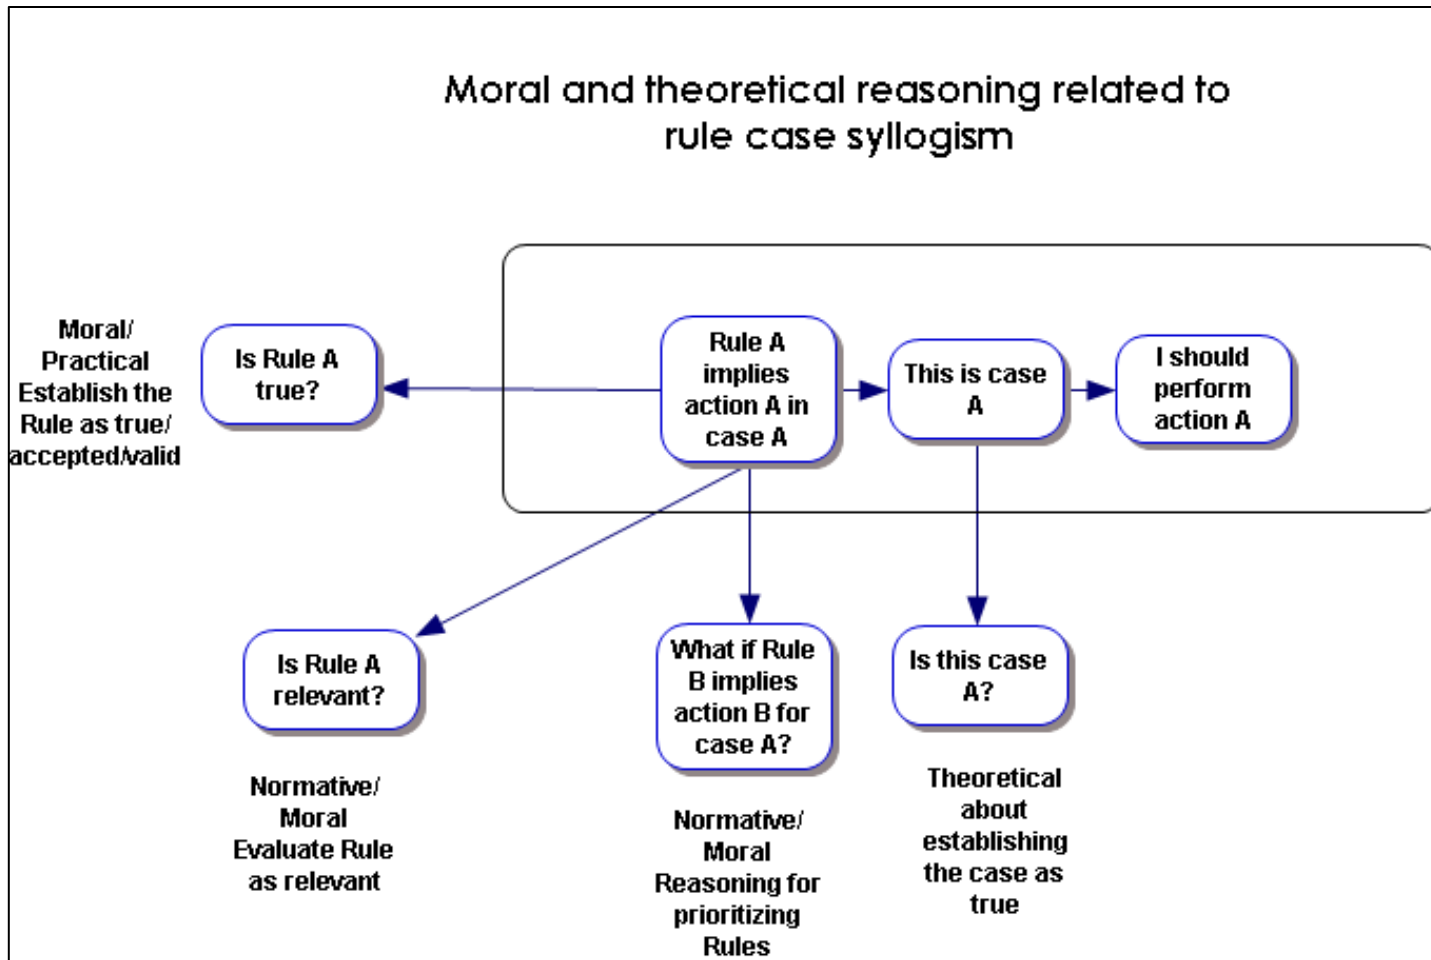 Moral and theoretical reasoning related to
rule case syllogism
Moral/
Practical
Establish the
Rule as true/
accepted/valid
Is Rule A
true?
Rule A
implies
action A in
case A
This is case
A
I should
perform
action A
Is Rule A
relevant?
Normative/
Moral
Evaluate Rule
as relevant
What if Rule
B implies
action B for
case A?
Normative/
Moral
Reasoning for
prioritizing
Rules
Is this case
A?
Theoretical
about
establishing
the case as
true